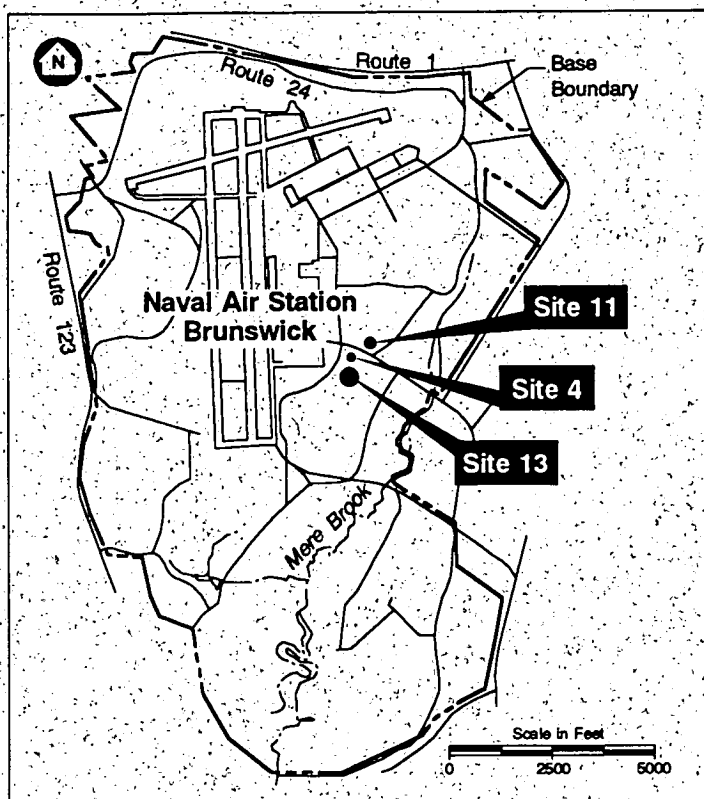 N
Route 1
Route 24
Base
Boundary
Route 123
Naval Air Station
Brunswick
Site 11
Site 4
Site 13
Mere Brook
Scale in Feet
0 2500 5000